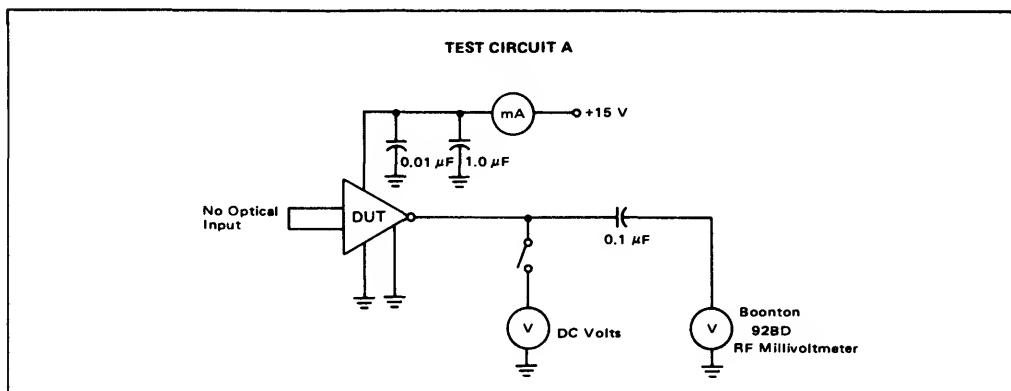 TEST CIRCUIT A
mA
+15 V
0.01 μF
1.0 μF
No Optical
Input
DUT
0.1 μF
V
DC Volts
V
Boonton
92BD
RF Millivoltmeter